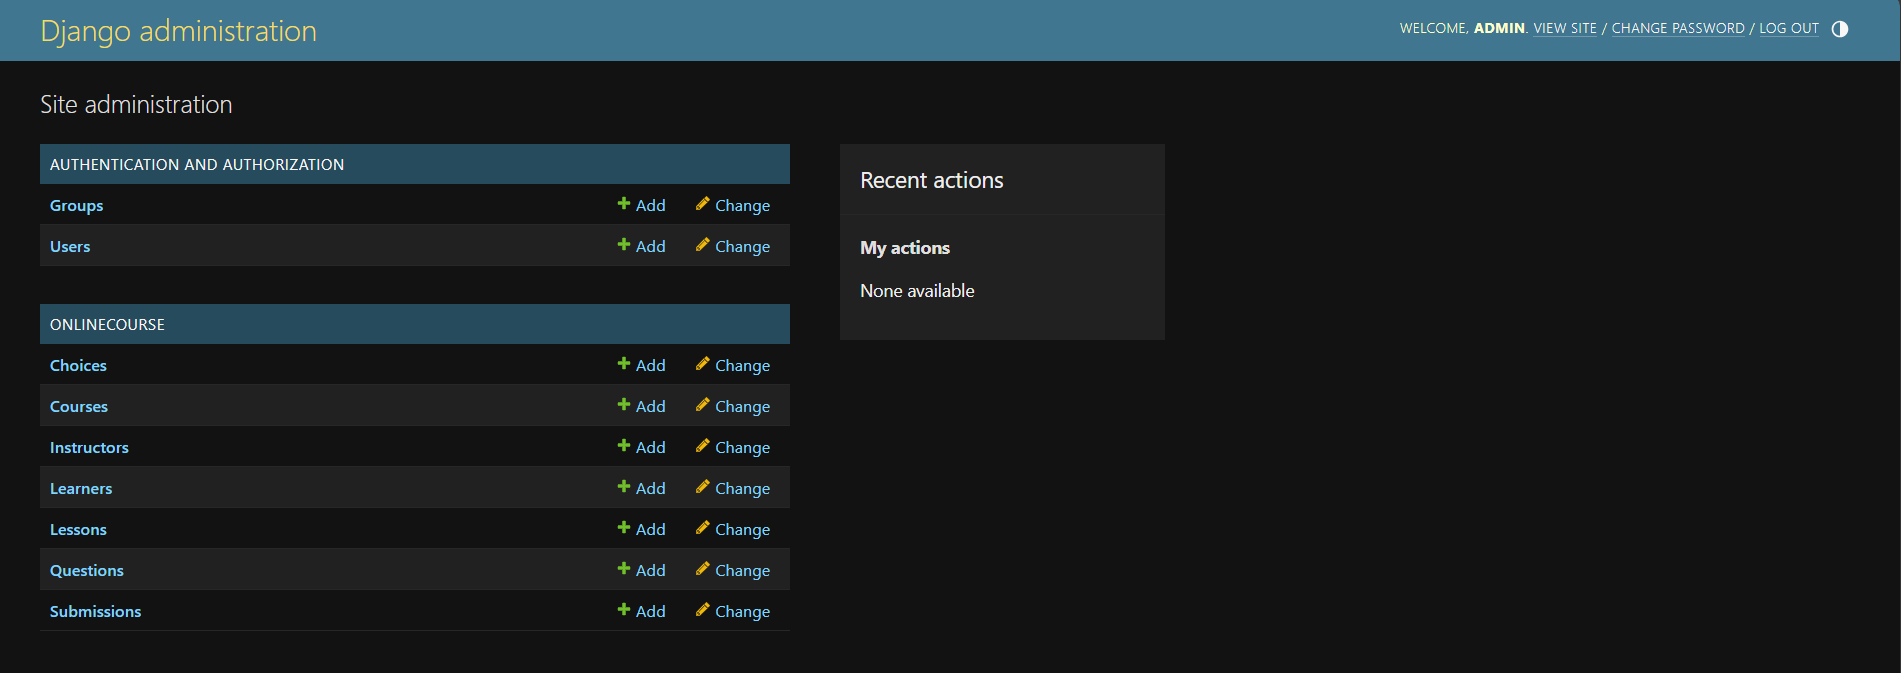 Django administration
WELCOME, ADMIN. VIEW SITE / CHANGE PASSWORD / LOG OUT
Site administration
AUTHENTICATION AND AUTHORIZATION
Groups Add Change
Users Add Change
ONLINECOURSE
Choices Add Change
Courses Add Change
Instructors Add Change
Learners Add Change
Lessons Add Change
Questions Add Change
Submissions Add Change
Recent actions
My actions
None available